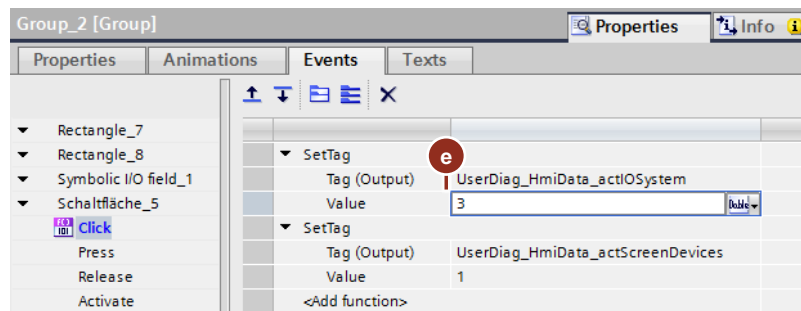 Group_2 [Group]
Properties
Info
Properties
Animations
Events
Texts
Rectangle_7
Rectangle_8
Symbolic I/O field_1
Schaltfläche_5
Click
Press
Release
Activate
SetTag
e
Tag (Output) UserDiag_HmiData_actIOSystem
Value 3
SetTag
Tag (Output) UserDiag_HmiData_actScreenDevices
Value 1
<Add function>